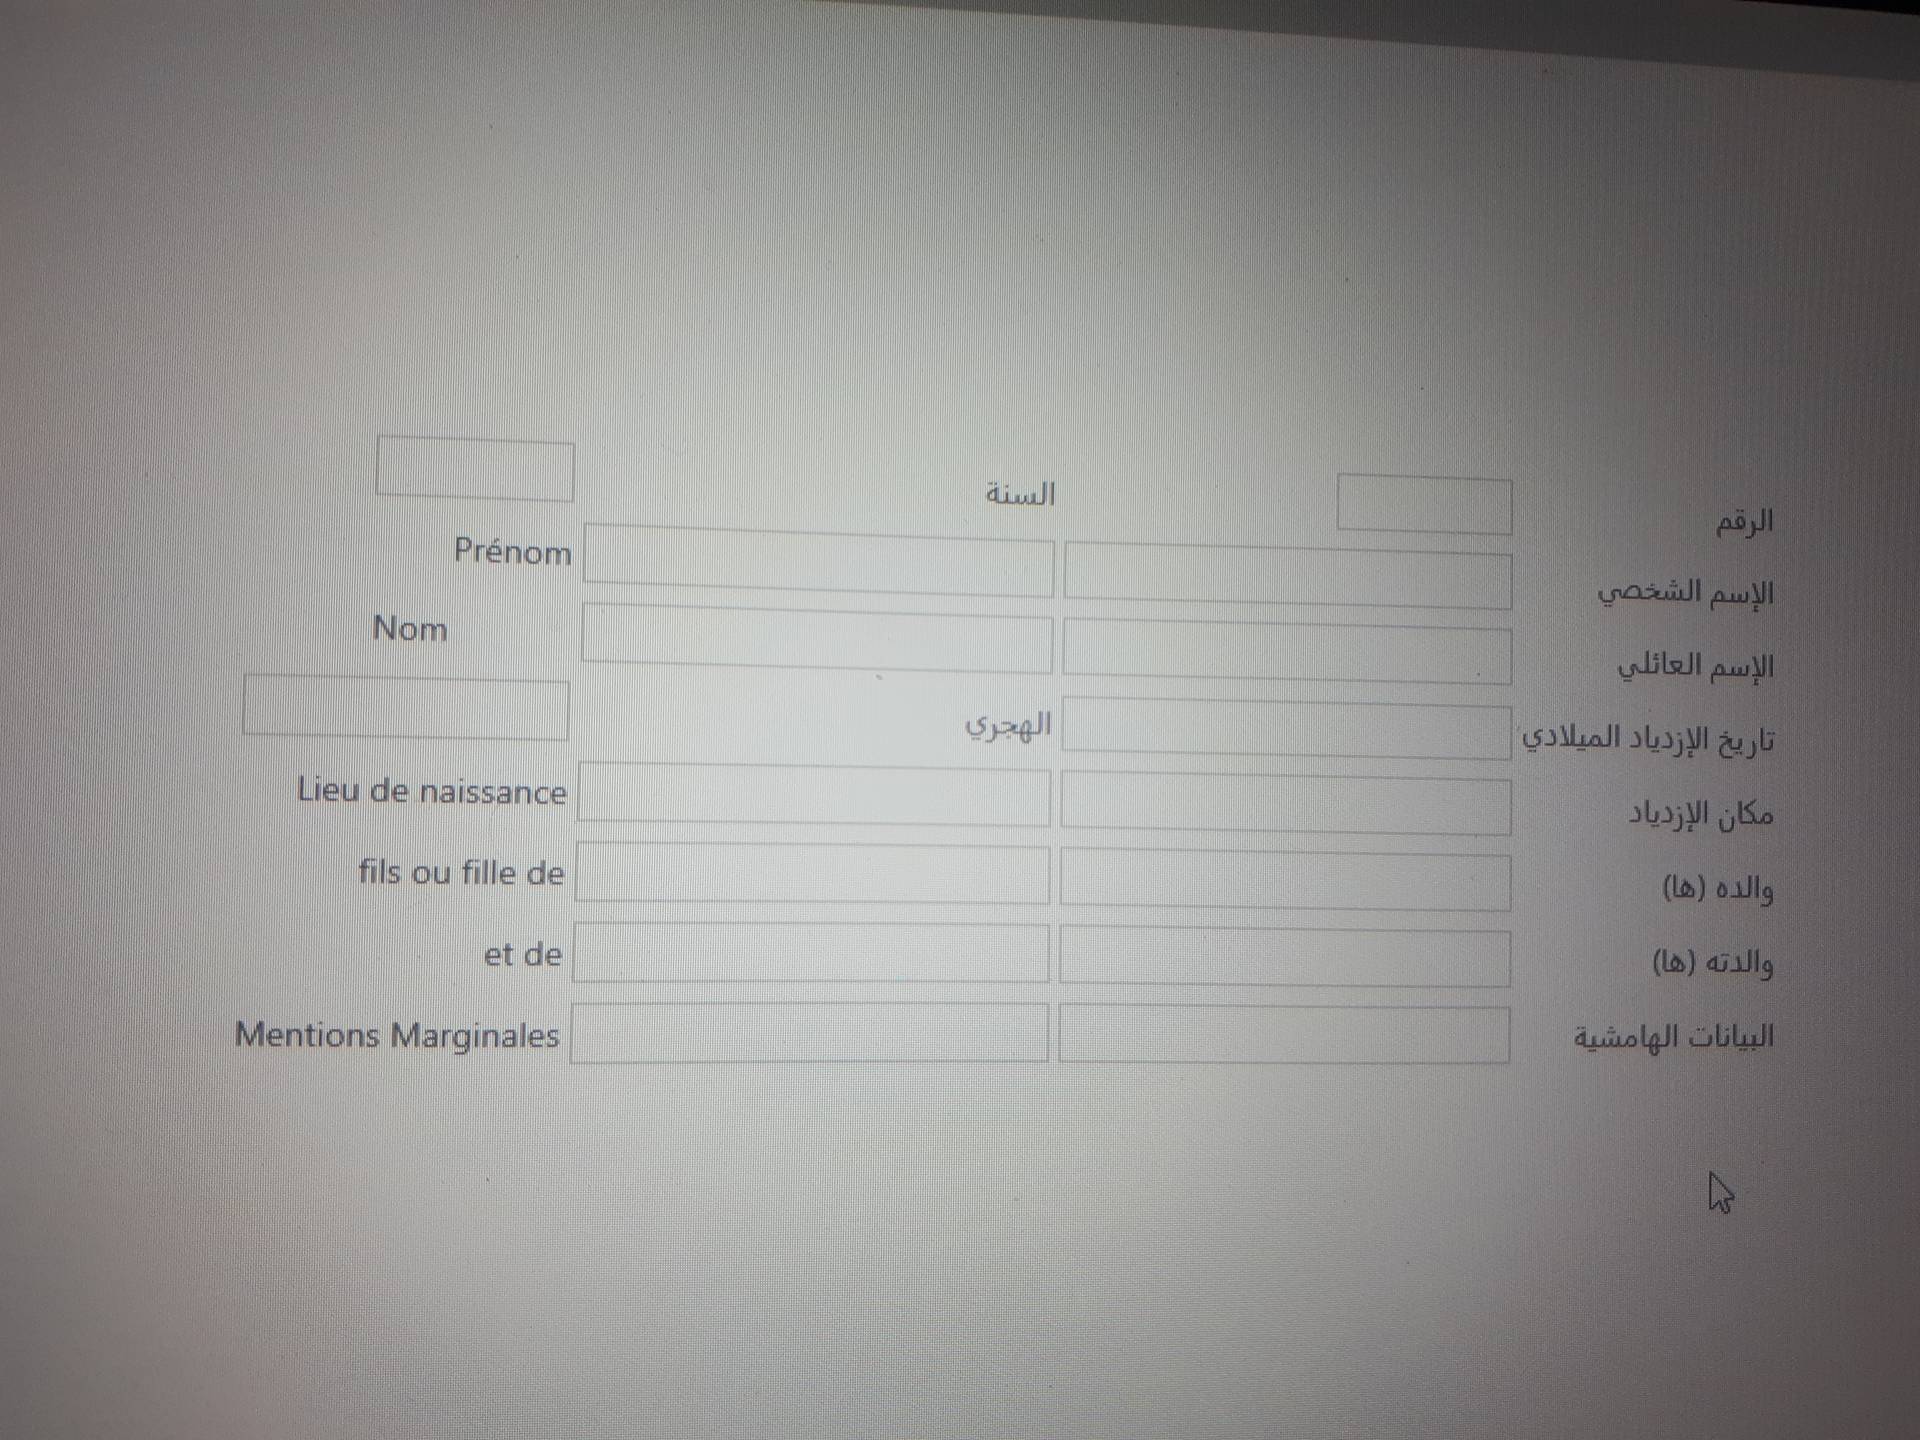 الرقم السنة
الإسم الشخصي Prénom
الإسم العائلي Nom
تاريخ الإزدياد الميلادي الهجري
مكان الإزدياد Lieu de naissance
والده (ها) fils ou fille de
والدته (ها) et de
البيانات الهامشية Mentions Marginales